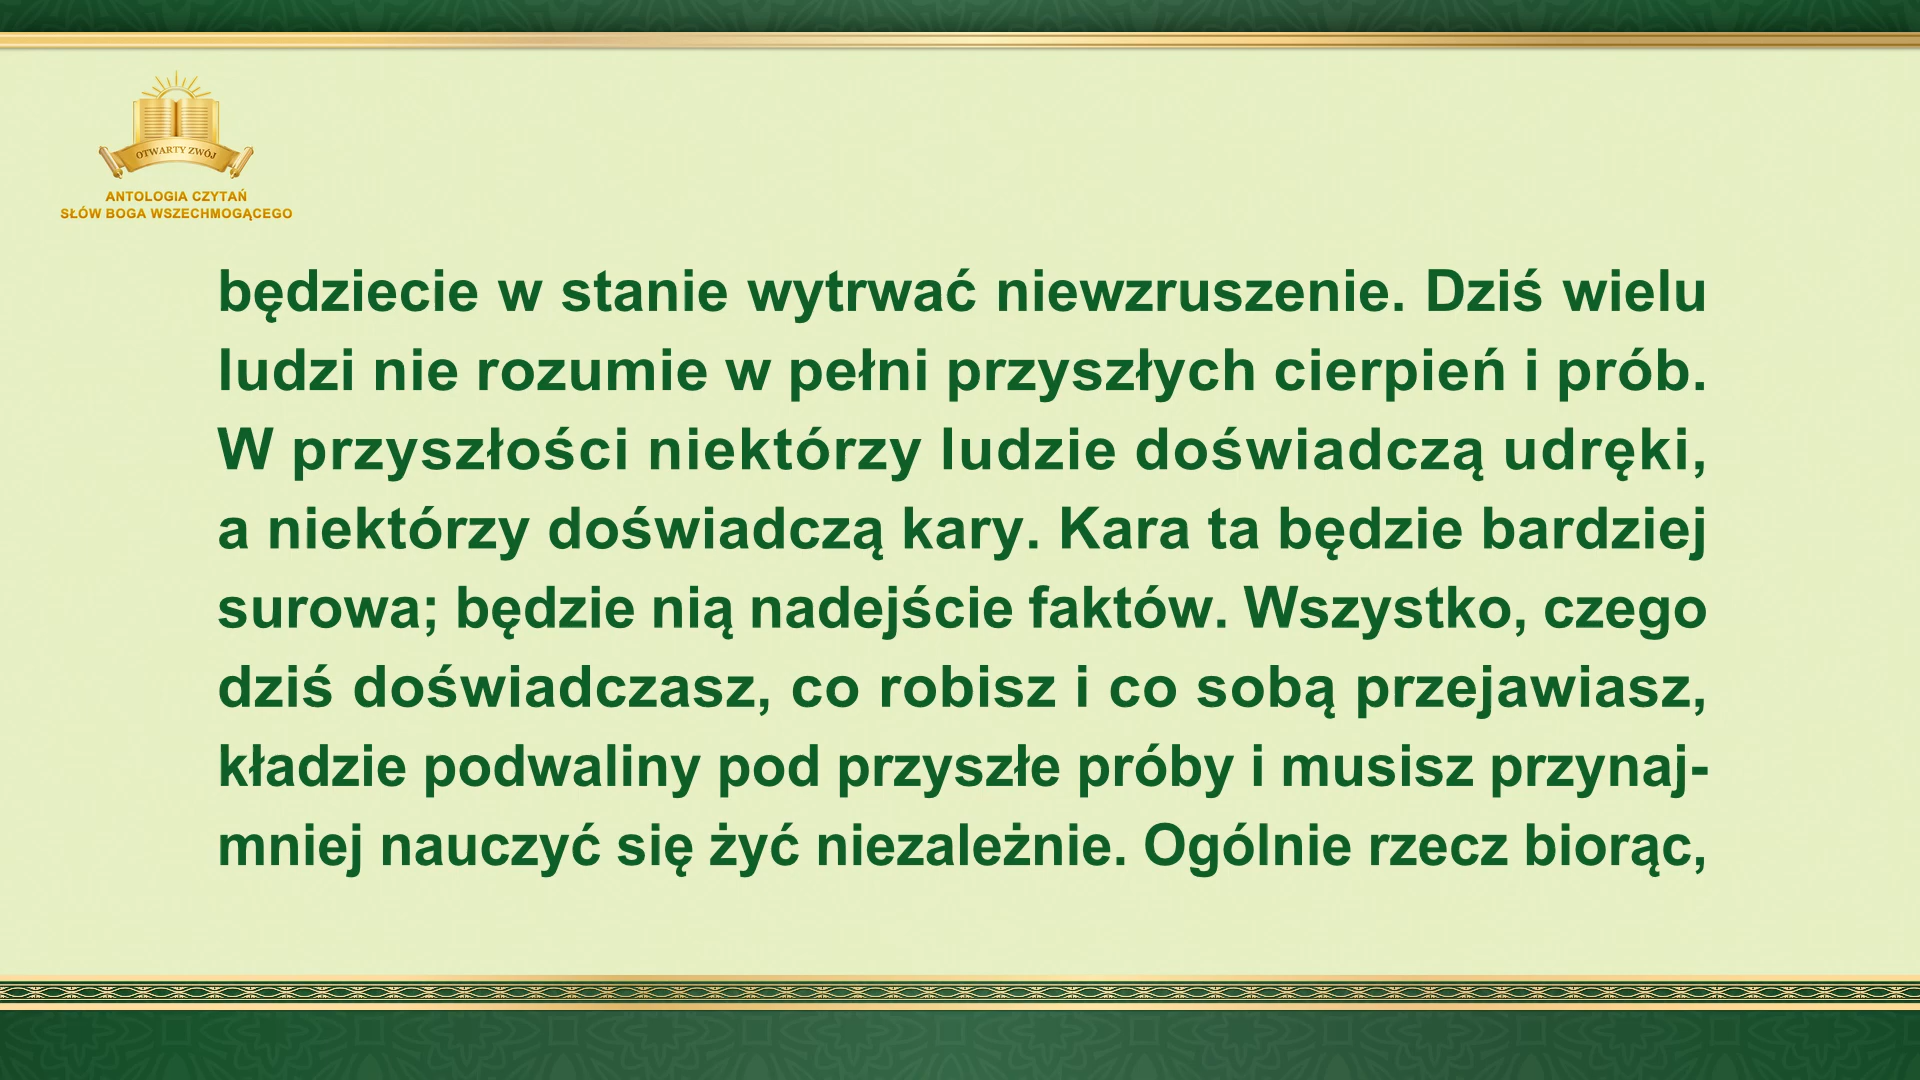 OTWARTY ZWÓJ
ANTOLOGIA CZYTAŃ
SŁÓW BOGA WSZECHMOGĄCEGO
będziecie w stanie wytrwać niewzruszenie. Dziś wielu
ludzi nie rozumie w pełni przyszłych cierpień i prób.
W przyszłości niektórzy ludzie doświadczą udręki,
a niektórzy doświadczą kary. Kara ta będzie bardziej
surowa; będzie nią nadejście faktów. Wszystko, czego
dziś doświadczasz, co robisz i co sobą przejawiasz,
kładzie podwaliny pod przyszłe próby i musisz przynaj-
mniej nauczyć się żyć niezależnie. Ogólnie rzecz biorąc,